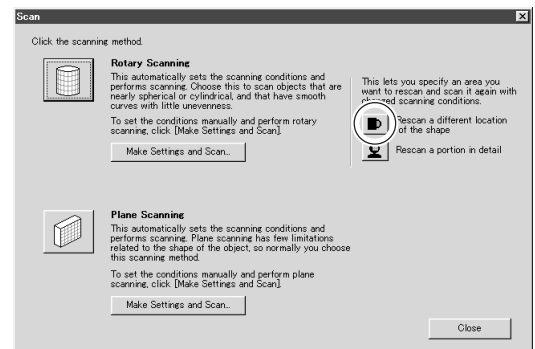 Scan
Click the scanning method.
Rotary Scanning
This automatically sets the scanning conditions and
performs scanning. Choose this to scan objects that are
nearly spherical or cylindrical, and that have smooth
curves with little unevenness.
To set the conditions manually and perform rotary
scanning, click [Make Settings and Scan].
Make Settings and Scan...
This lets you specify an area you
want to rescan and scan it again with
changed scanning conditions.
Rescan a different location
of the shape
Rescan a portion in detail
Plane Scanning
This automatically sets the scanning conditions and
performs scanning. Plane scanning has few limitations
related to the shape of the object, so normally you choose
this scanning method.
To set the conditions manually and perform plane
scanning, click [Make Settings and Scan].
Make Settings and Scan...
Close